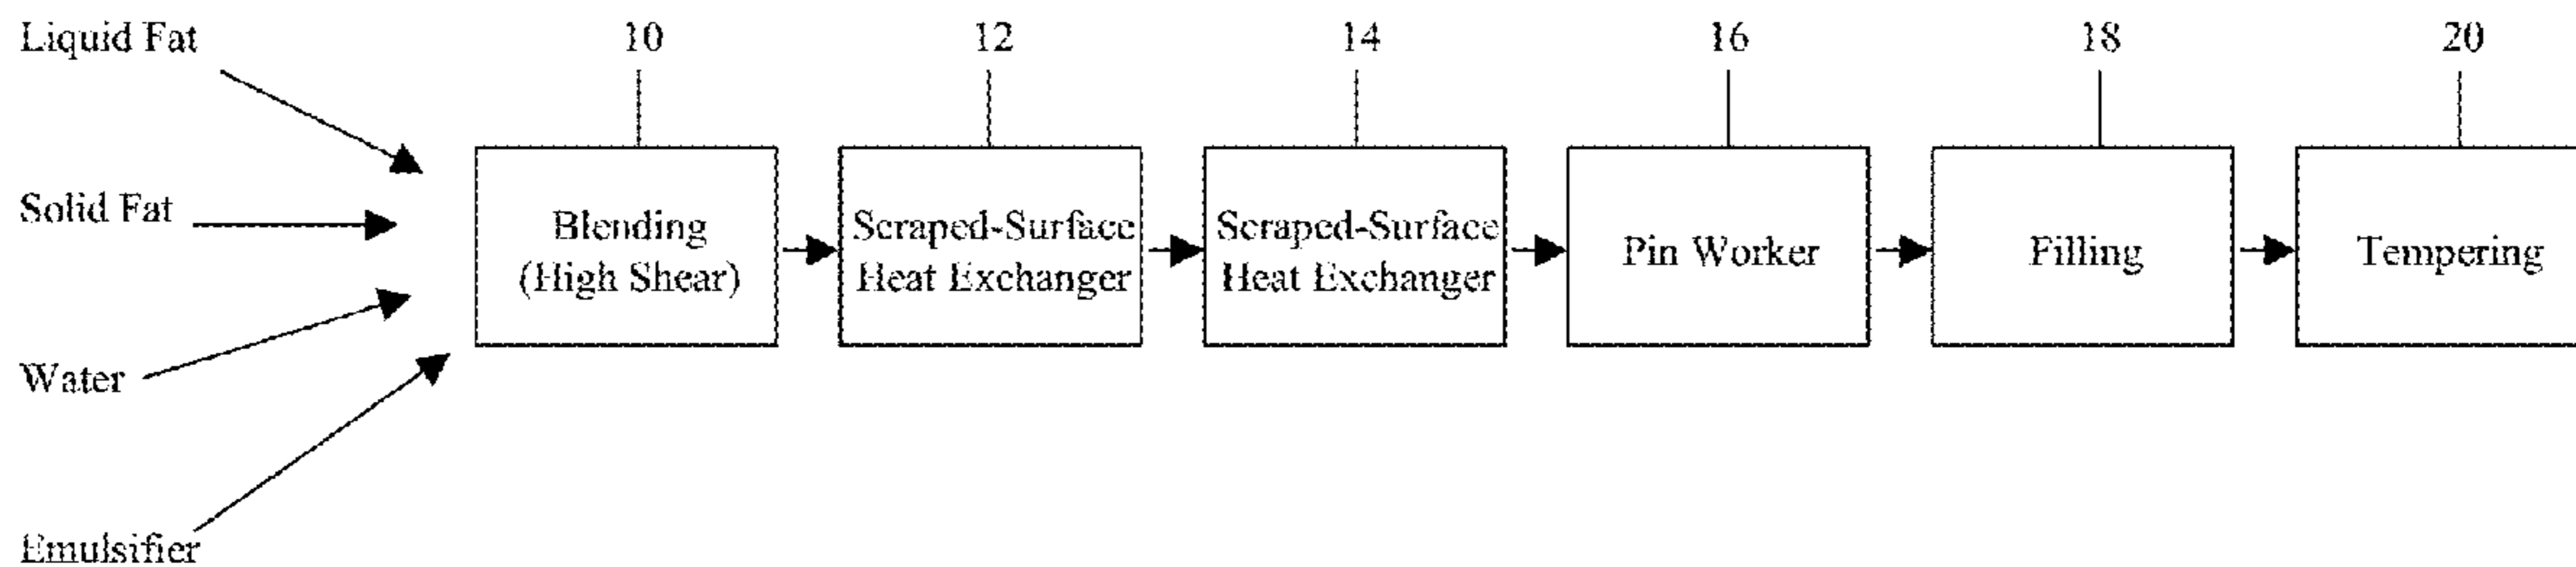 Liquid Fat
Solid Fat
Water
Emulsifier
10
Blending
(High Shear)
12
Scraped-Surface
Heat Exchanger
14
Scraped-Surface
Heat Exchanger
16
Pin Worker
18
Filling
20
Tempering